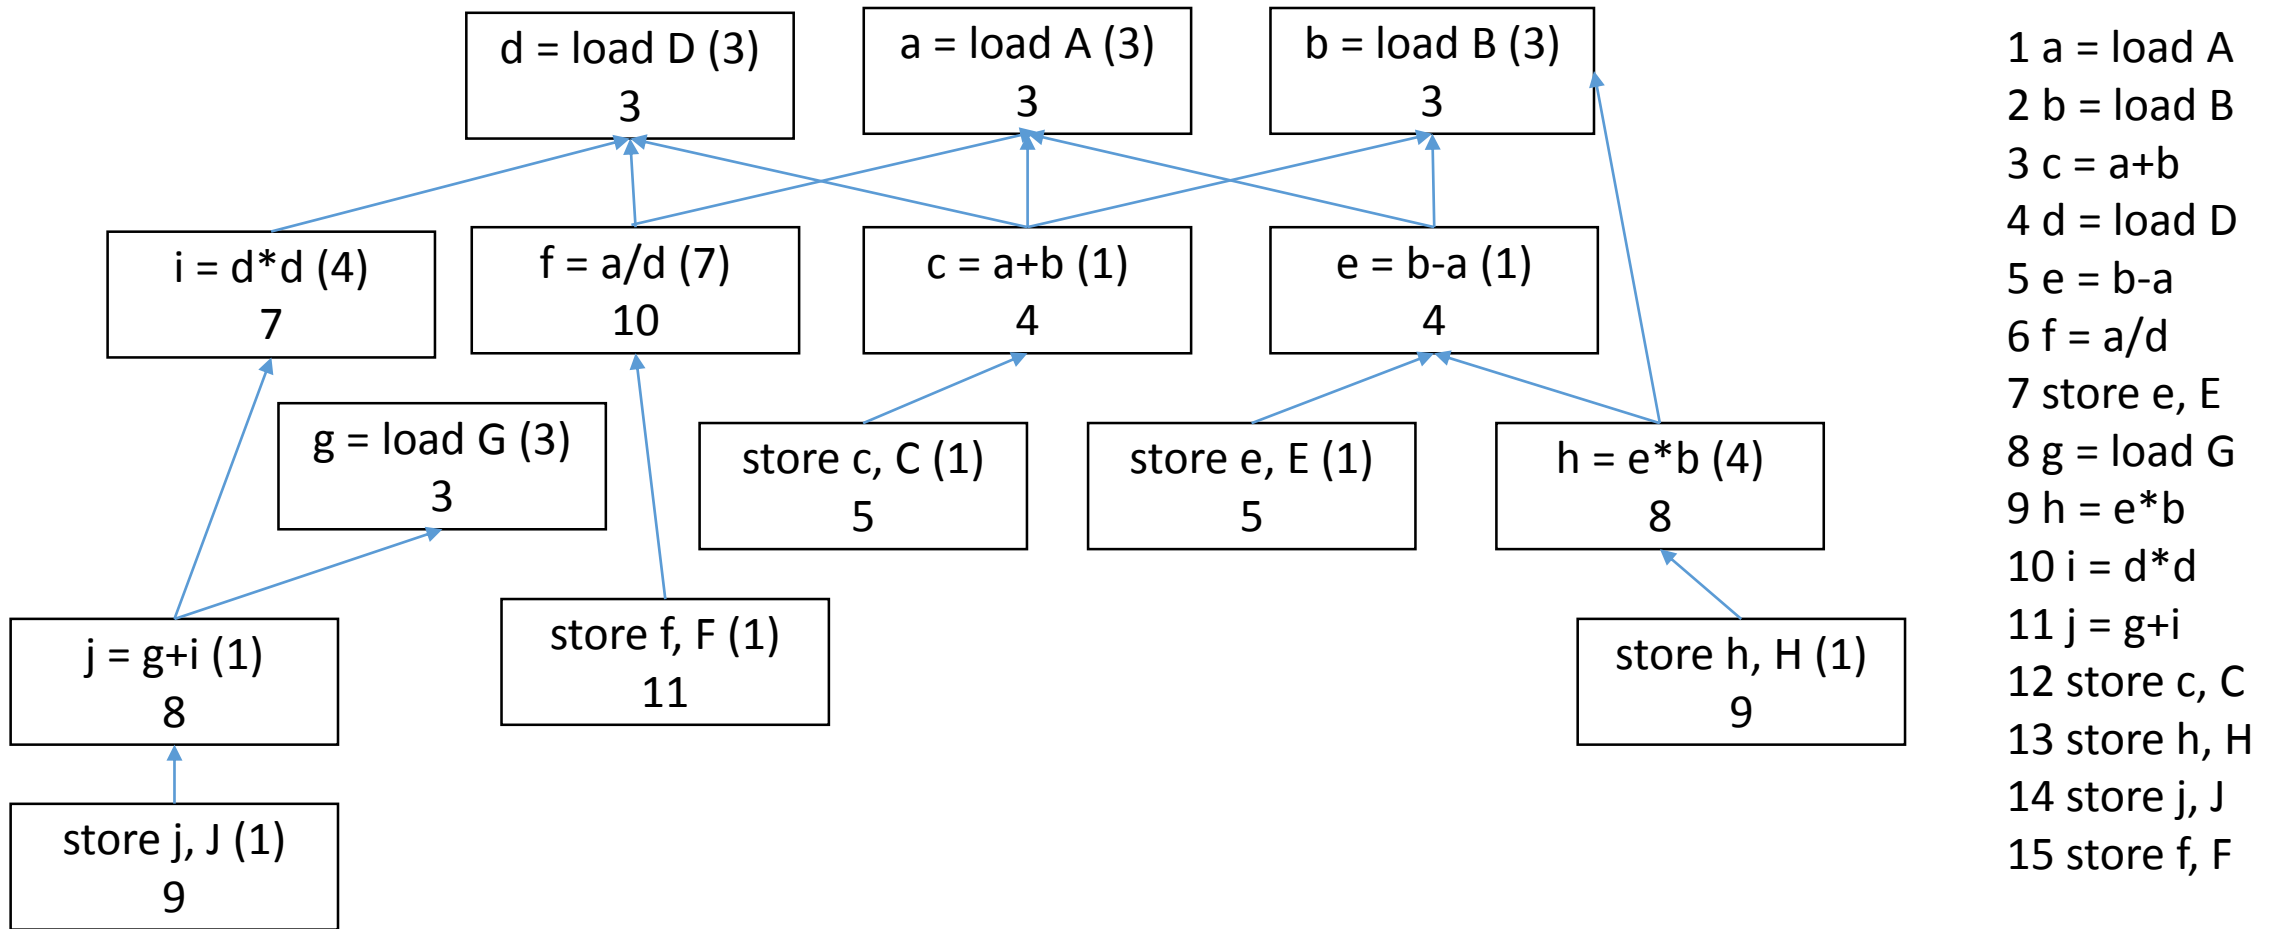 d = load D (3)
3
a = load A (3)
3
b = load B (3)
3
i = d*d (4)
7
f = a/d (7)
10
c = a+b (1)
4
e = b-a (1)
4
g = load G (3)
3
store c, C (1)
5
store e, E (1)
5
h = e*b (4)
8
j = g+i (1)
8
store f, F (1)
11
store h, H (1)
9
store j, J (1)
9
1 a = load A
2 b = load B
3 c = a+b
4 d = load D
5 e = b-a
6 f = a/d
7 store e, E
8 g = load G
9 h = e*b
10 i = d*d
11 j = g+i
12 store c, C
13 store h, H
14 store j, J
15 store f, F